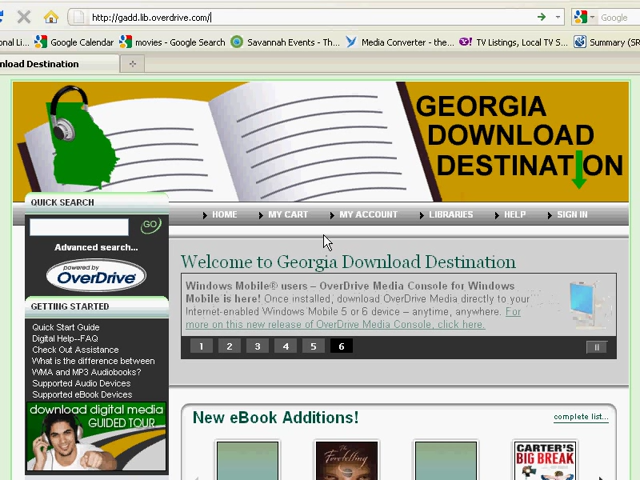 http://gadd.lib.overdrive.com/
Google
onal Li...
Google Calendar
movies - Google Search
Savannah Events - Th...
Media Converter - the...
TV Listings, Local TV S...
Summary (SR
nload Destination
GEORGIA
DOWNLOAD
DESTINATION
QUICK SEARCH
HOME
MY CART
MY ACCOUNT
LIBRARIES
HELP
SIGN IN
GO
Advanced search...
powered by
OverDrive
GETTING STARTED
Quick Start Guide
Digital Help--FAQ
Check Out Assistance
What is the difference between
WMA and MP3 Audiobooks?
Supported Audio Devices
Supported eBook Devices
download digital media
GUIDED TOUR
Welcome to Georgia Download Destination
Windows Mobile® users – OverDrive Media Console for Windows
Mobile is here! Once installed, download OverDrive Media directly to your
Internet-enabled Windows Mobile 5 or 6 device – anytime, anywhere. For
more on this new release of OverDrive Media Console, click here.
1 2 3 4 5 6
New eBook Additions!
complete list...
The
Foretelling
CARTER'S
BIG BREAK